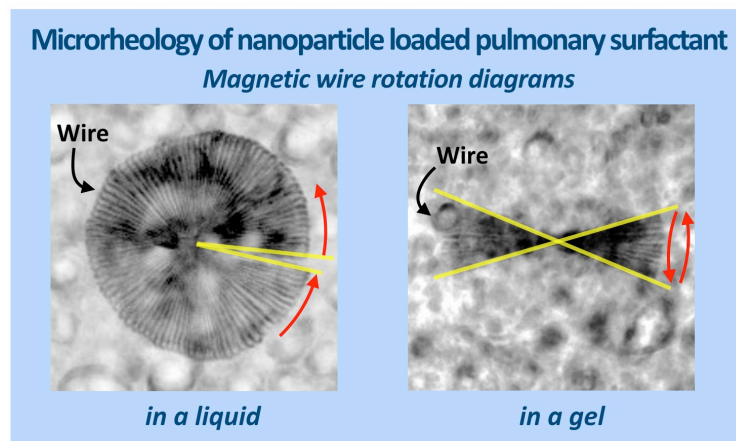 Microrheology of nanoparticle loaded pulmonary surfactant
Magnetic wire rotation diagrams
Wire
Wire
in a liquid
in a gel